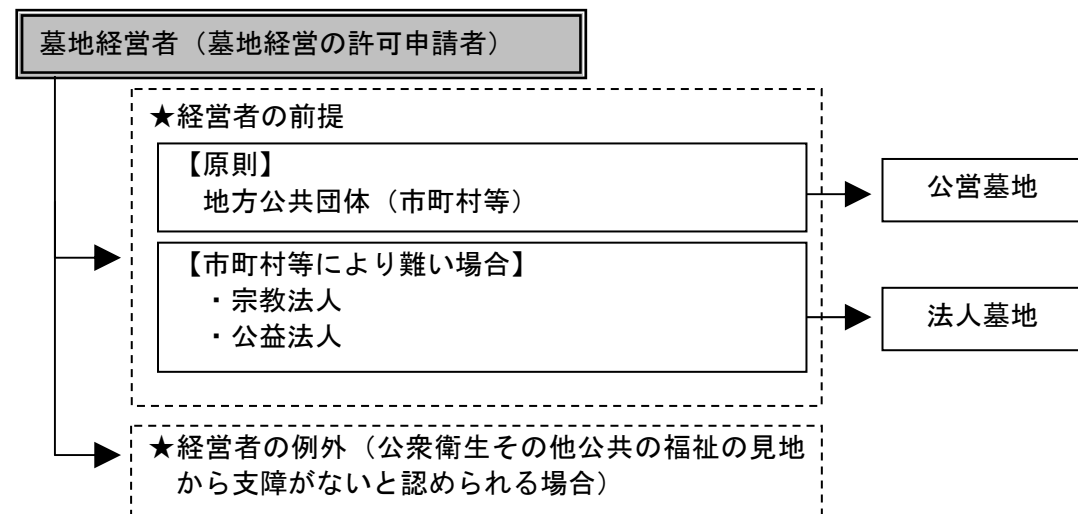 墓地経営者（墓地経営の許可申請者）
★経営者の前提
【原則】
地方公共団体（市町村等）
公営墓地
【市町村等により難い場合】
・宗教法人
・公益法人
法人墓地
★経営者の例外（公衆衛生その他公共の福祉の見地
から支障がないと認められる場合）